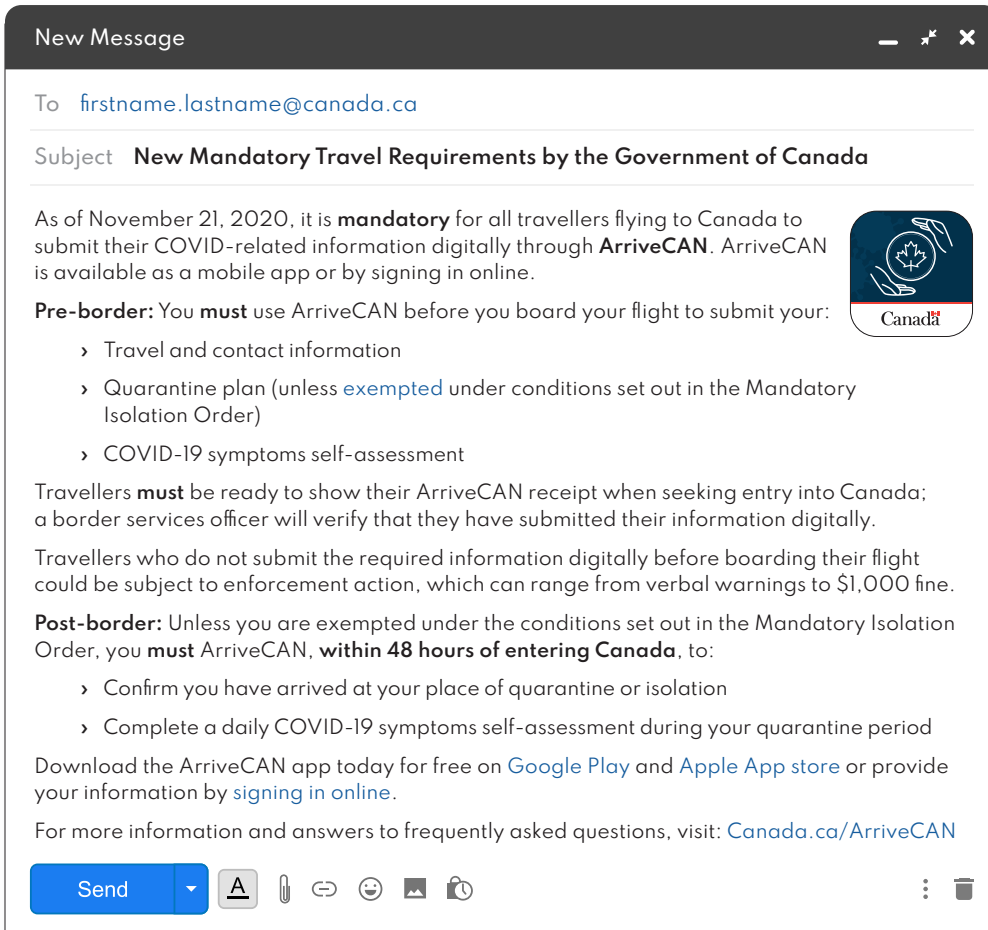 New Message
To firstname.lastname@canada.ca
Subject New Mandatory Travel Requirements by the Government of Canada
As of November 21, 2020, it is mandatory for all travellers flying to Canada to
submit their COVID-related information digitally through ArriveCAN. ArriveCAN
is available as a mobile app or by signing in online.
Canada
Pre-border: You must use ArriveCAN before you board your flight to submit your:
› Travel and contact information
› Quarantine plan (unless exempted under conditions set out in the Mandatory
Isolation Order)
› COVID-19 symptoms self-assessment
Travellers must be ready to show their ArriveCAN receipt when seeking entry into Canada;
a border services officer will verify that they have submitted their information digitally.
Travellers who do not submit the required information digitally before boarding their flight
could be subject to enforcement action, which can range from verbal warnings to $1,000 fine.
Post-border: Unless you are exempted under the conditions set out in the Mandatory Isolation
Order, you must ArriveCAN, within 48 hours of entering Canada, to:
› Confirm you have arrived at your place of quarantine or isolation
› Complete a daily COVID-19 symptoms self-assessment during your quarantine period
Download the ArriveCAN app today for free on Google Play and Apple App store or provide
your information by signing in online.
For more information and answers to frequently asked questions, visit: Canada.ca/ArriveCAN
Send A